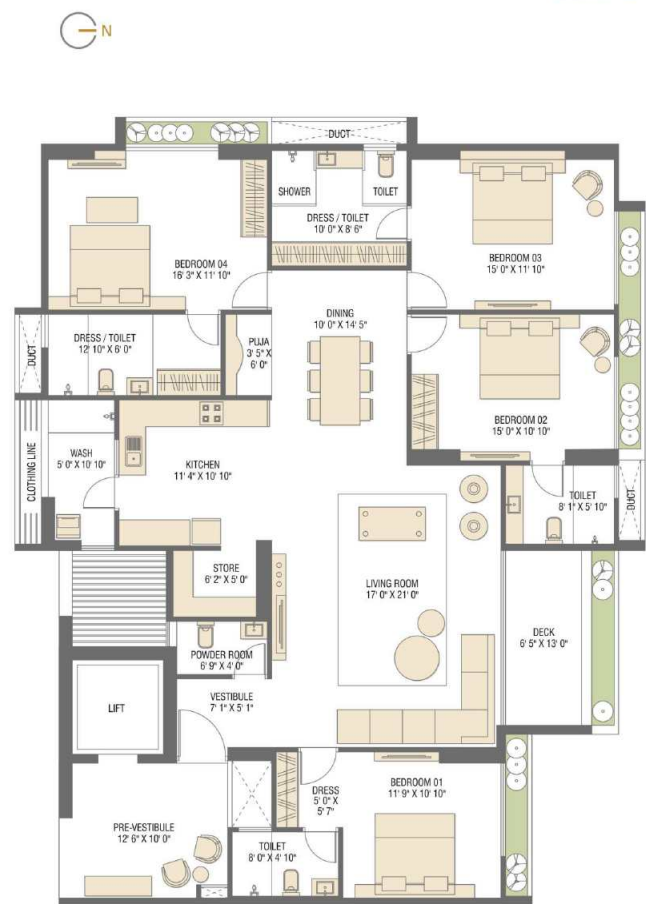 N
DUCT
SHOWER
TOILET
DRESS / TOILET
10' 0" X 8' 6"
BEDROOM 04
16' 3" X 11' 10"
BEDROOM 03
15' 0" X 11' 10"
DINING
10' 0" X 14' 5"
DUCT
DRESS / TOILET
12' 10" X 6' 0"
PUJA
3' 5" X
6' 0"
BEDROOM 02
15' 0" X 10' 10"
CLOTHING LINE
WASH
5' 0" X 10' 10"
KITCHEN
11' 4" X 10' 10"
TOILET
8' 1" X 5' 10"
DUCT
STORE
6' 2" X 5' 0"
LIVING ROOM
17' 0" X 21' 0"
DECK
6' 5" X 13' 0"
POWDER ROOM
6' 9" X 4' 0"
VESTIBULE
7' 1" X 5' 1"
LIFT
DRESS
5' 0" X
5' 7"
BEDROOM 01
11' 9" X 10' 10"
PRE-VESTIBULE
12' 6" X 10' 0"
TOILET
8' 0" X 4' 10"